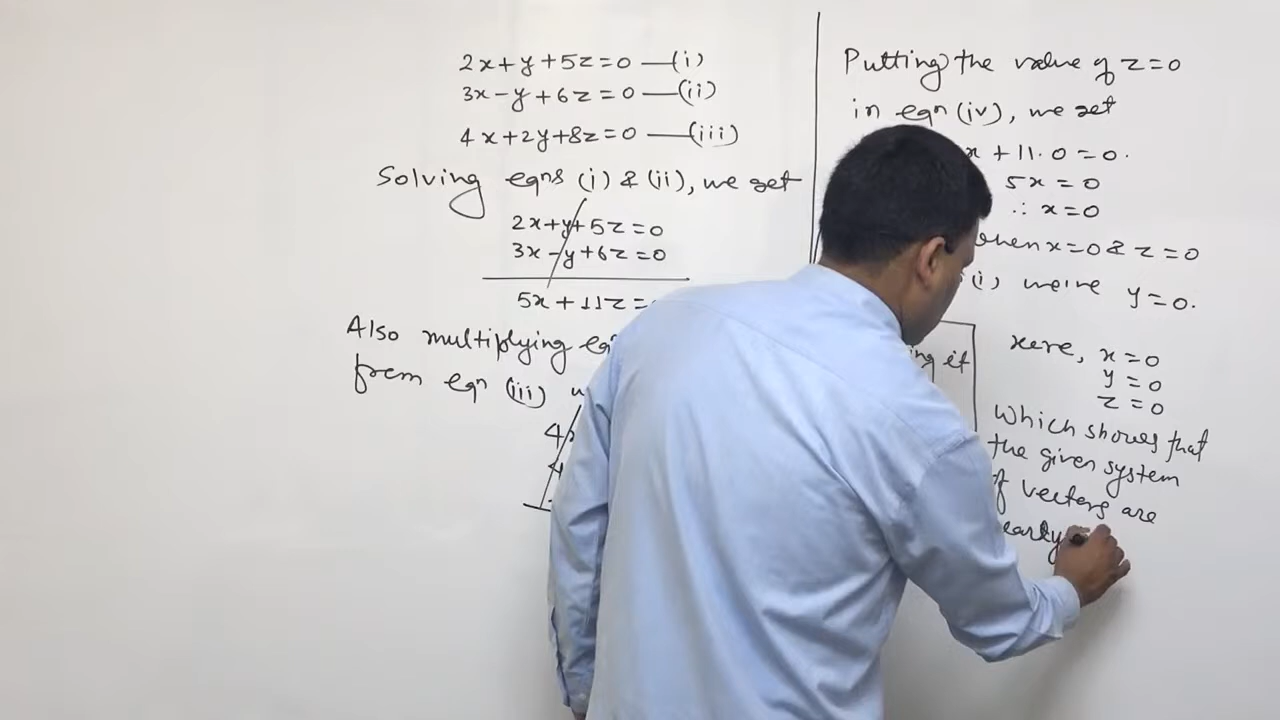 2x+y+5z=0 —(i)
3x-y+6z=0 —(ii)
4x+2y+8z=0 —(iii)
Solving eqns (i) & (ii), we get
2x+y+5z=0
3x-y+6z=0
5x+11z=
Also multiplying eqn
from eqn (iii)
4
4
Putting the value of z=0
in eqn (iv), we get
x+11.0=0.
5x=0
∴ x=0
when x=0 & z=0
(i) we've y=0.
it
Here, x=0
y=0
z=0
Which shows that
the given system
of vectors are